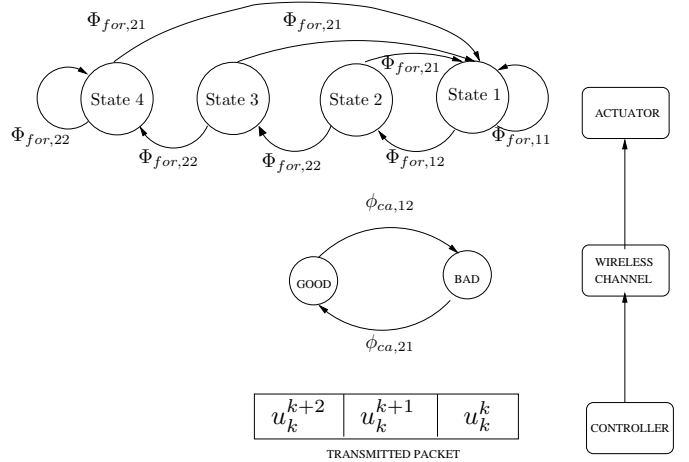 Φ_{for,21}
Φ_{for,21}
Φ_{for,21}
State 4
State 3
State 2
State 1
Φ_{for,22}
Φ_{for,22}
Φ_{for,22}
Φ_{for,12}
Φ_{for,11}
ACTUATOR
ϕ_{ca,12}
GOOD
BAD
WIRELESS
CHANNEL
ϕ_{ca,21}
u_k^{k+2}
u_k^{k+1}
u_k^k
CONTROLLER
TRANSMITTED PACKET